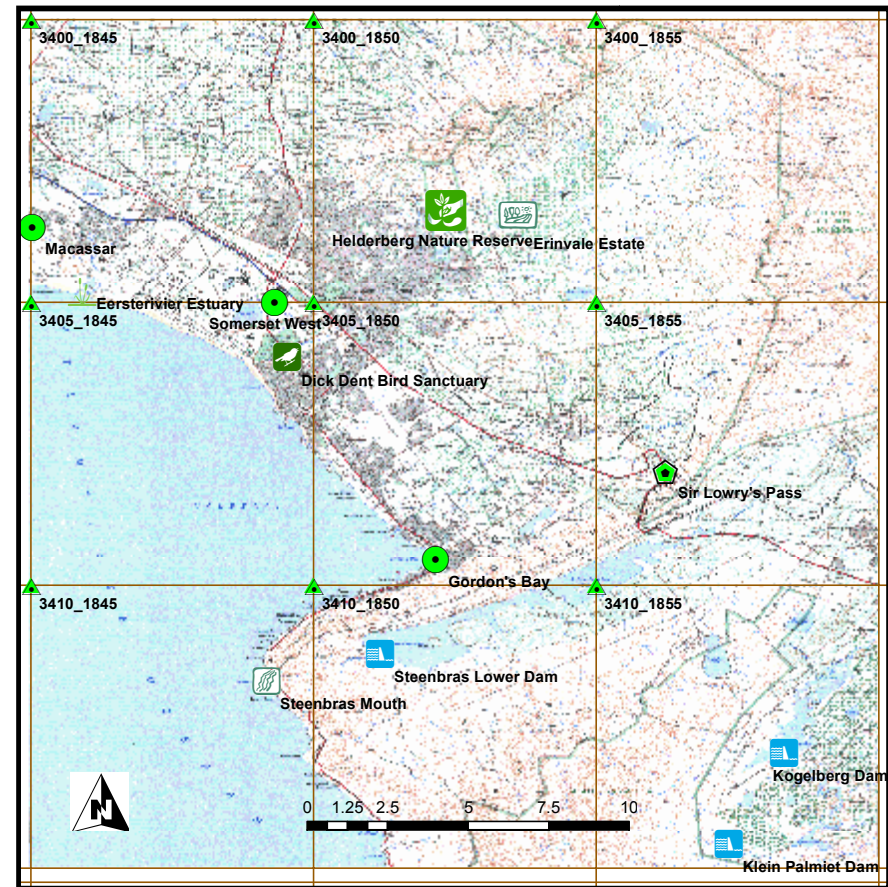 3400_1845
3400_1850
3400_1855
Helderberg Nature Reserve
Erinvale Estate
Macassar
Eersterivier Estuary
3405_1845
Somerset West
3405_1850
3405_1855
Dick Dent Bird Sanctuary
Sir Lowry's Pass
Gordon's Bay
3410_1845
3410_1850
3410_1855
Steenbras Lower Dam
Steenbras Mouth
Kogelberg Dam
N
0 1.25 2.5 5 7.5 10
Klein Palmiet Dam